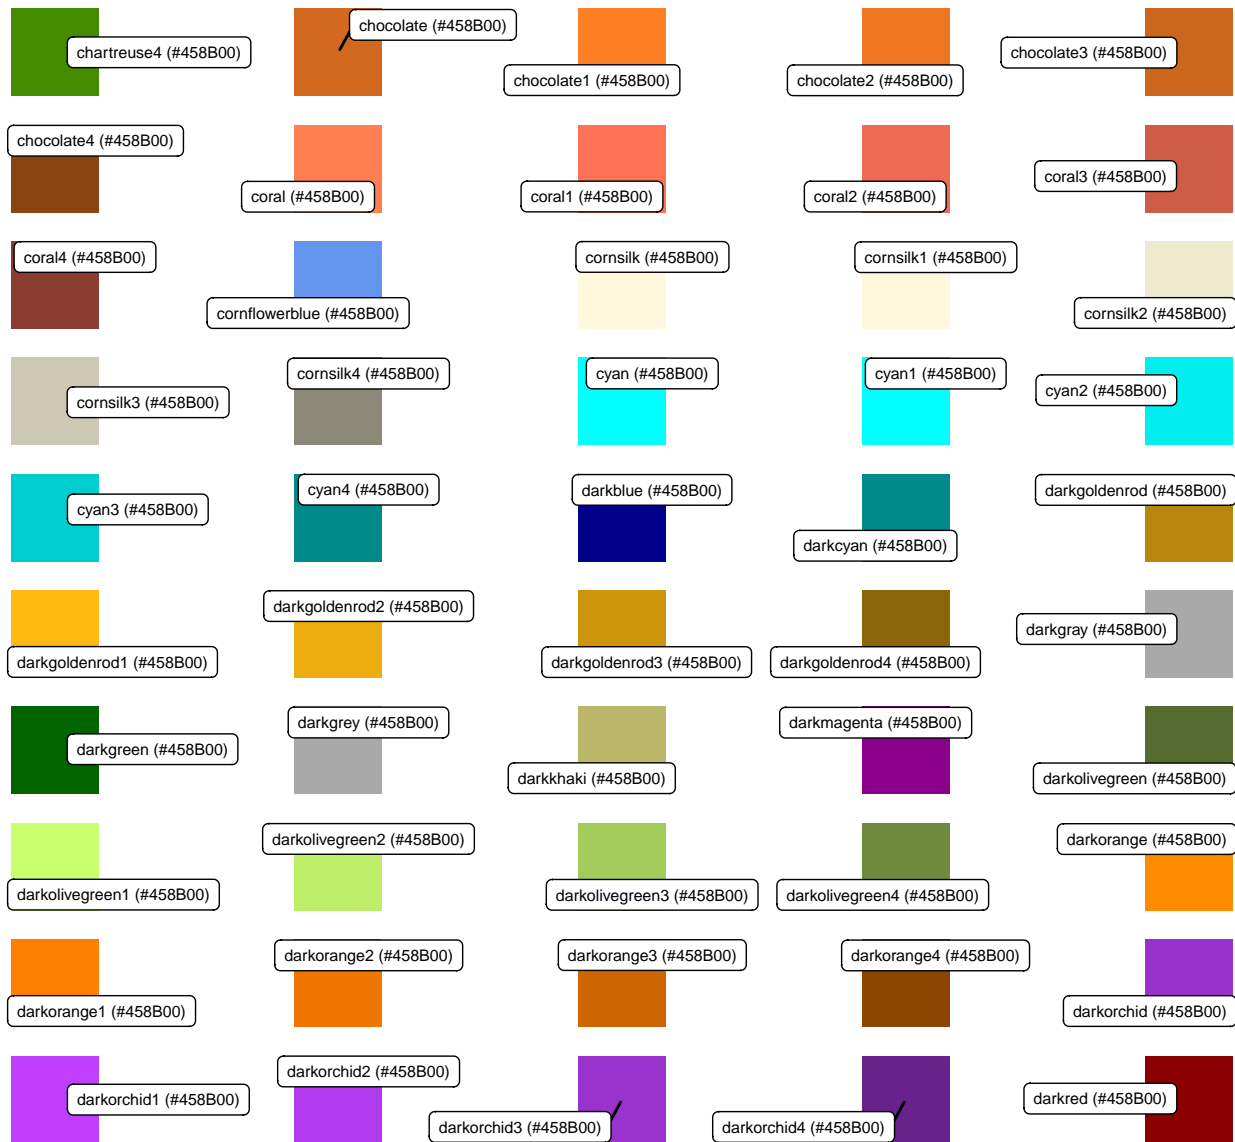 chartreuse4 (#458B00)
chocolate (#458B00)
chocolate1 (#458B00)
chocolate2 (#458B00)
chocolate3 (#458B00)
chocolate4 (#458B00)
coral (#458B00)
coral1 (#458B00)
coral2 (#458B00)
coral3 (#458B00)
coral4 (#458B00)
cornflowerblue (#458B00)
cornsilk (#458B00)
cornsilk1 (#458B00)
cornsilk2 (#458B00)
cornsilk3 (#458B00)
cornsilk4 (#458B00)
cyan (#458B00)
cyan1 (#458B00)
cyan2 (#458B00)
cyan3 (#458B00)
cyan4 (#458B00)
darkblue (#458B00)
darkcyan (#458B00)
darkgoldenrod (#458B00)
darkgoldenrod1 (#458B00)
darkgoldenrod2 (#458B00)
darkgoldenrod3 (#458B00)
darkgoldenrod4 (#458B00)
darkgray (#458B00)
darkgreen (#458B00)
darkgrey (#458B00)
darkkhaki (#458B00)
darkmagenta (#458B00)
darkolivegreen (#458B00)
darkolivegreen1 (#458B00)
darkolivegreen2 (#458B00)
darkolivegreen3 (#458B00)
darkolivegreen4 (#458B00)
darkorange (#458B00)
darkorange1 (#458B00)
darkorange2 (#458B00)
darkorange3 (#458B00)
darkorange4 (#458B00)
darkorchid (#458B00)
darkorchid1 (#458B00)
darkorchid2 (#458B00)
darkorchid3 (#458B00)
darkorchid4 (#458B00)
darkred (#458B00)